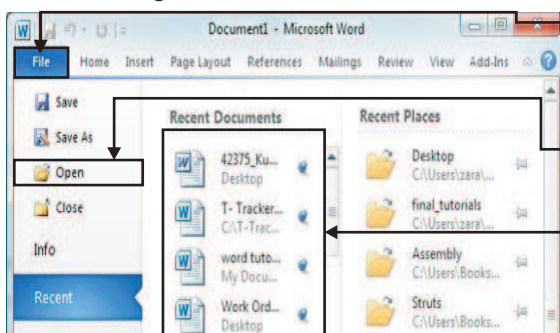 Document1 - Microsoft Word
File Home Insert Page Layout References Mailings Review View Add-Ins
Save
Save As
Open
Close
Info
Recent
Recent Documents
42375_Ku...
Desktop
T- Tracker...
C:\T-Trac...
word tuto...
My Docu...
Work Ord...
Desktop
Recent Places
Desktop
C:\Users\zara\...
final_tutorials
C:\Users\zara\...
Assembly
C:\Users\Books...
Struts
C:\Users\Books...